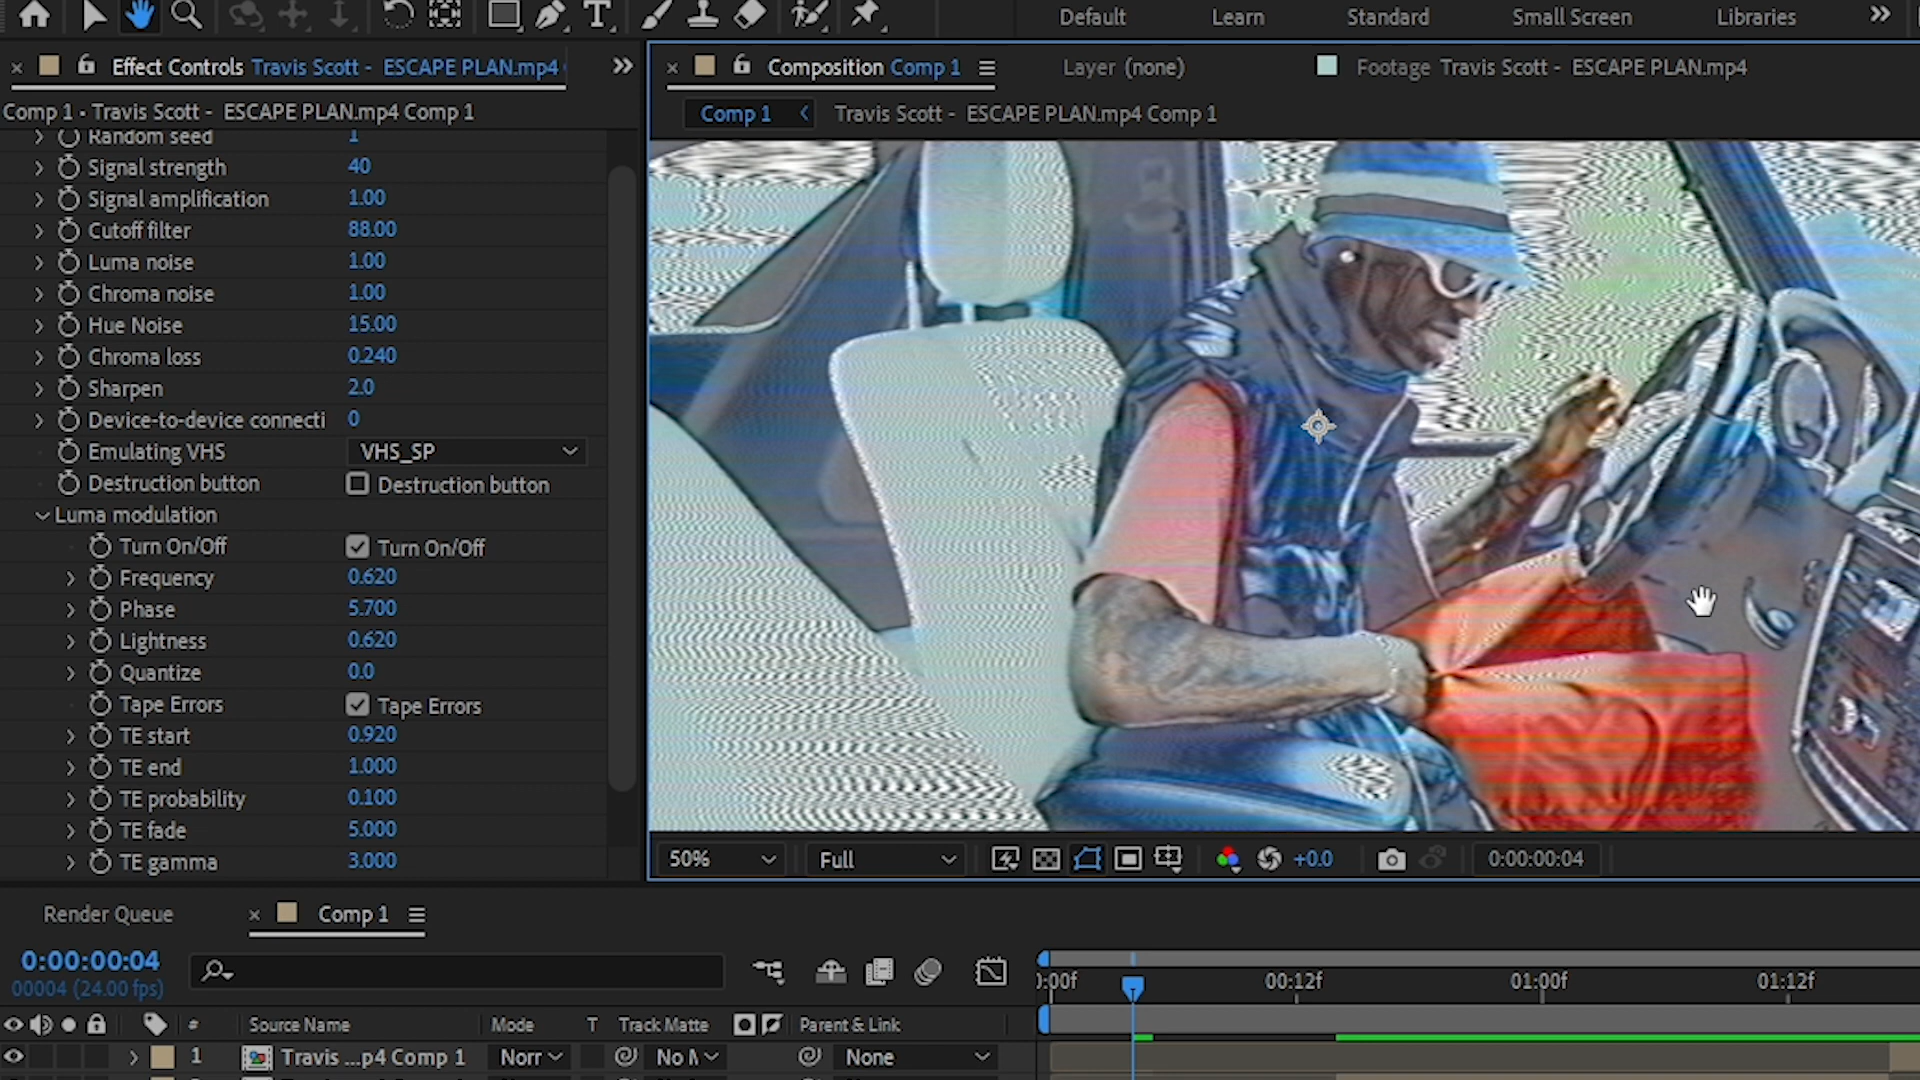 Default
Learn
Standard
Small Screen
Libraries
Effect Controls Travis Scott - ESCAPE PLAN.mp4
Composition Comp 1
Layer (none)
Footage Travis Scott - ESCAPE PLAN.mp4
Comp 1 • Travis Scott - ESCAPE PLAN.mp4 Comp 1
Comp 1
Travis Scott - ESCAPE PLAN.mp4 Comp 1
Random seed 1
Signal strength 40
Signal amplification 1.00
Cutoff filter 88.00
Luma noise 1.00
Chroma noise 1.00
Hue Noise 15.00
Chroma loss 0.240
Sharpen 2.0
Device-to-device connecti 0
Emulating VHS VHS_SP
Destruction button Destruction button
Luma modulation
Turn On/Off Turn On/Off
Frequency 0.620
Phase 5.700
Lightness 0.620
Quantize 0.0
Tape Errors Tape Errors
TE start 0.920
TE end 1.000
TE probability 0.100
TE fade 5.000
TE gamma 3.000
50% Full +0.0 0:00:00:04
Render Queue
Comp 1
0:00:00:04
00004 (24.00 fps)
):00f 00:12f 01:00f 01:12f
# Source Name Mode T Track Matte Parent & Link
1 Travis ...p4 Comp 1 Norr No M None